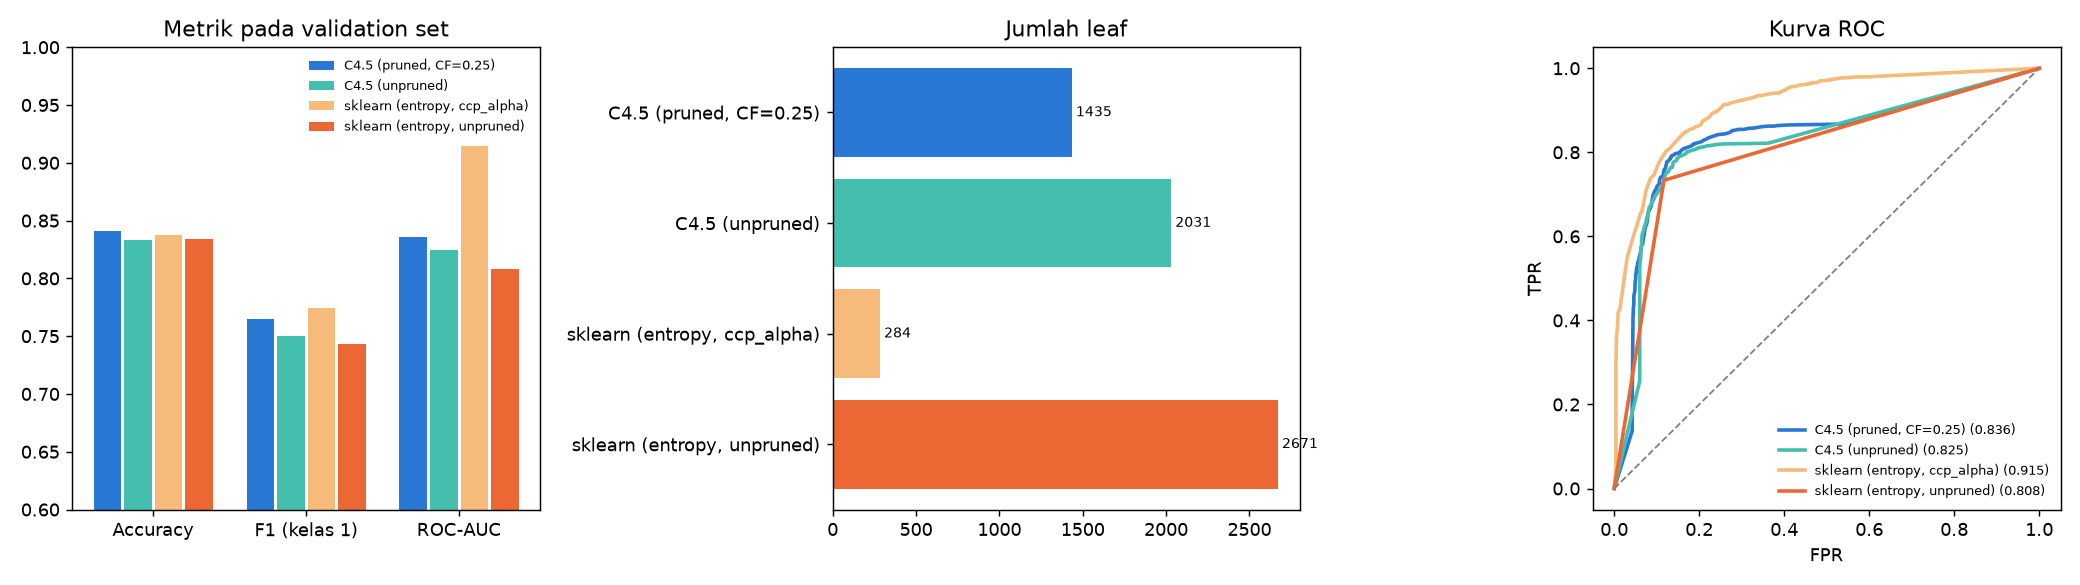 Metrik pada validation set
1.00
0.95
0.90
0.85
0.80
0.75
0.70
0.65
0.60
C4.5 (pruned, CF=0.25)
C4.5 (unpruned)
sklearn (entropy, ccp_alpha)
sklearn (entropy, unpruned)
Accuracy
F1 (kelas 1)
ROC-AUC
Jumlah leaf
C4.5 (pruned, CF=0.25)
1435
C4.5 (unpruned)
2031
sklearn (entropy, ccp_alpha)
284
sklearn (entropy, unpruned)
2671
0
500
1000
1500
2000
2500
Kurva ROC
TPR
1.0
0.8
0.6
0.4
0.2
0.0
C4.5 (pruned, CF=0.25) (0.836)
C4.5 (unpruned) (0.825)
sklearn (entropy, ccp_alpha) (0.915)
sklearn (entropy, unpruned) (0.808)
0.0
0.2
0.4
0.6
0.8
1.0
FPR